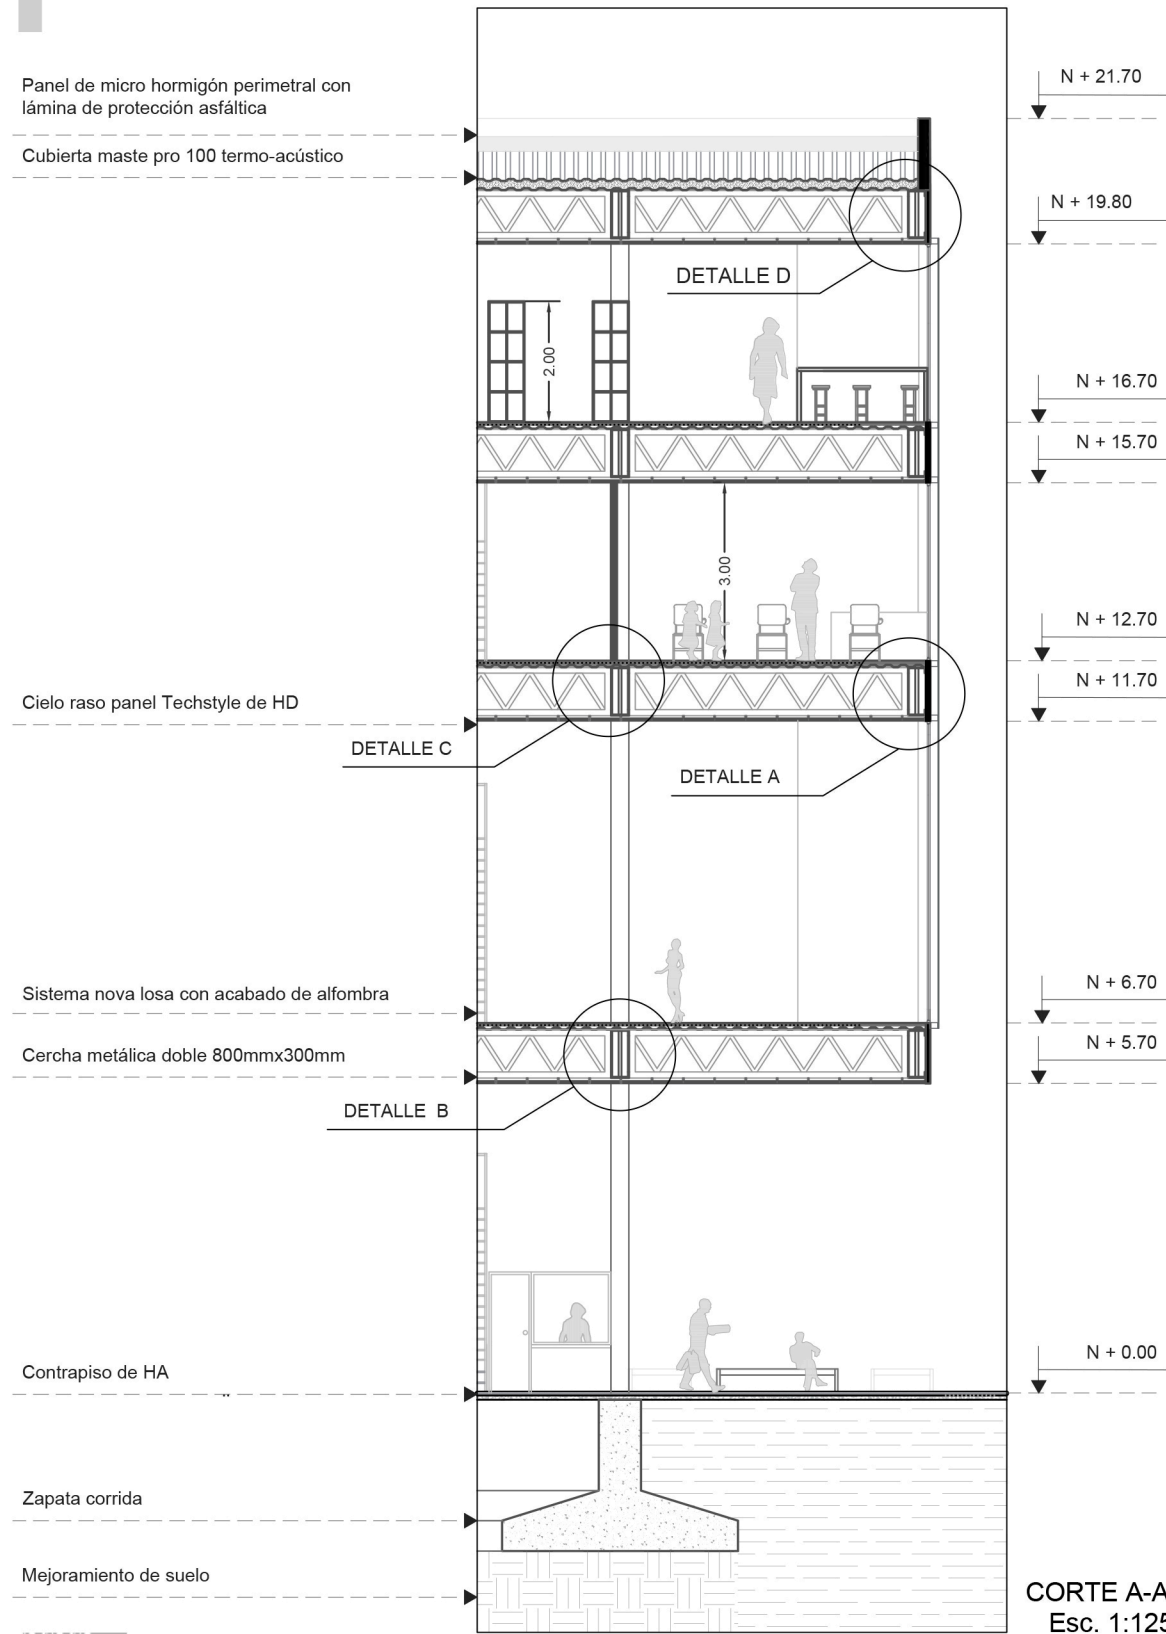 Panel de micro hormigón perimetral con
lámina de protección asfáltica
Cubierta maste pro 100 termo-acústico
N + 21.70
N + 19.80
DETALLE D
2.00
N + 16.70
N + 15.70
3.00
N + 12.70
N + 11.70
Cielo raso panel Techstyle de HD
DETALLE C
DETALLE A
Sistema nova losa con acabado de alfombra
N + 6.70
Cercha metálica doble 800mmx300mm
N + 5.70
DETALLE B
Contrapiso de HA
N + 0.00
Zapata corrida
Mejoramiento de suelo
CORTE A-A
Esc. 1:125